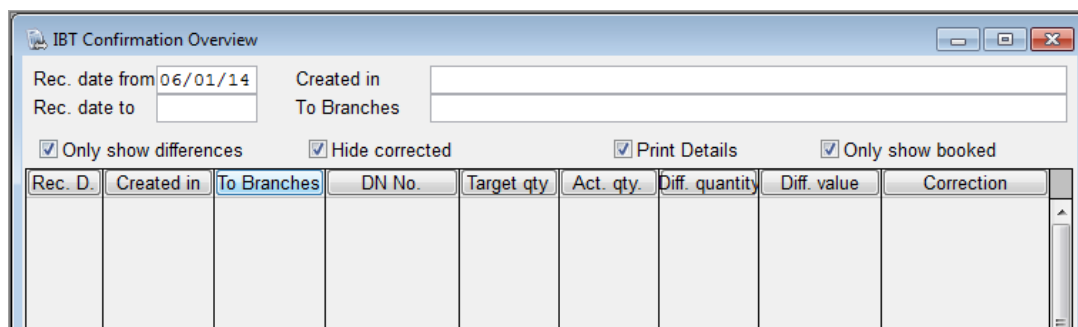 IBT Confirmation Overview
Rec. date from 06/01/14 Created in
Rec. date to To Branches
Only show differences Hide corrected Print Details Only show booked
Rec. D. Created in To Branches DN No. Target qty Act. qty. Diff. quantity Diff. value Correction